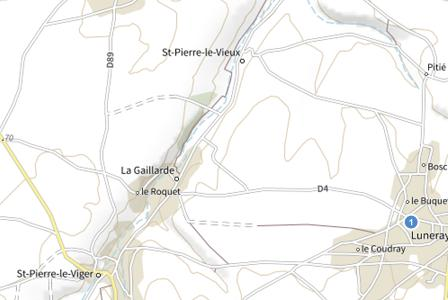 St-Pierre-le-Vieux
D89
Pitié
70
La Gaillarde
le Roquet
D4
le Buque
1
Luneray
le Coudray
St-Pierre-le-Viger